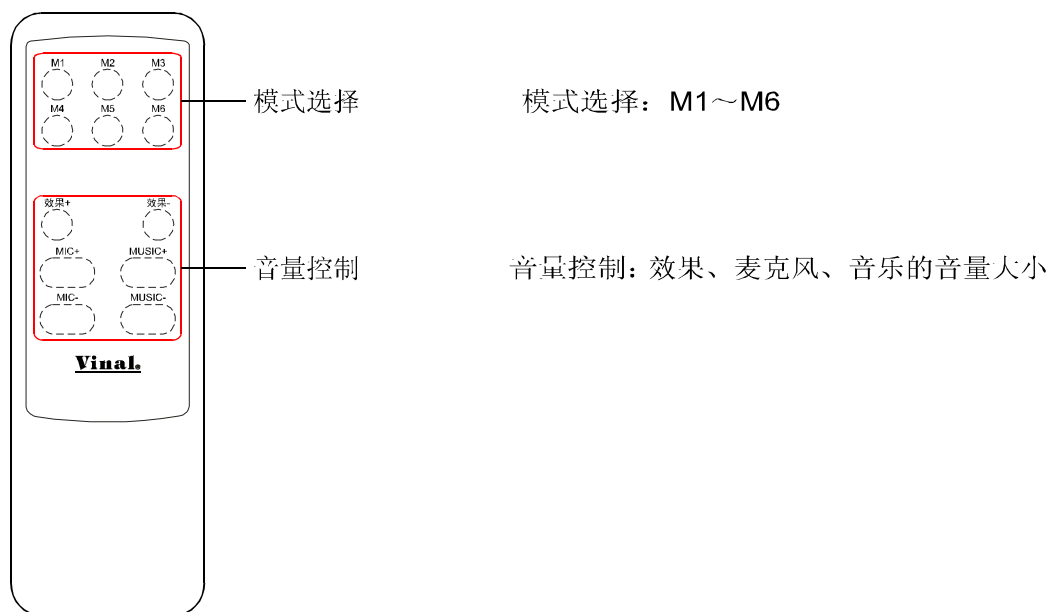 M1 M2 M3
M4 M5 M6
模式选择
模式选择：M1～M6
效果+ 效果-
MIC+ MUSIC+
MIC- MUSIC-
音量控制
音量控制：效果、麦克风、音乐的音量大小
Vinal®